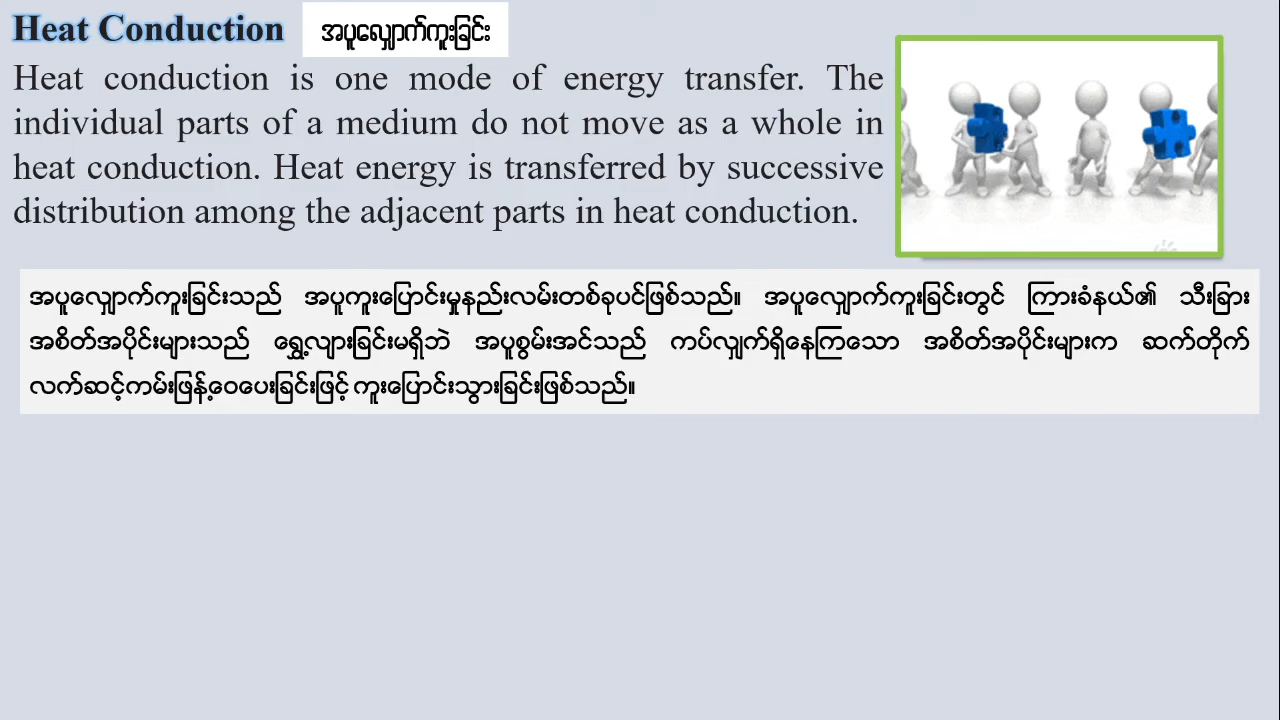 Heat Conduction အပူလျှောက်ကူးခြင်း
Heat conduction is one mode of energy transfer. The
individual parts of a medium do not move as a whole in
heat conduction. Heat energy is transferred by successive
distribution among the adjacent parts in heat conduction.
အပူလျှောက်ကူးခြင်းသည် အပူကူးပြောင်းမှုနည်းလမ်းတစ်ခုပင်ဖြစ်သည်။ အပူလျှောက်ကူးခြင်းတွင် ကြားခံနယ်၏ သီးခြား
အစိတ်အပိုင်းများသည် ရွှေ့လျားခြင်းမရှိဘဲ အပူစွမ်းအင်သည် ကပ်လျှက်ရှိနေကြသော အစိတ်အပိုင်းများက ဆက်တိုက်
လက်ဆင့်ကမ်းဖြန့်ဝေပေးခြင်းဖြင့် ကူးပြောင်းသွားခြင်းဖြစ်သည်။